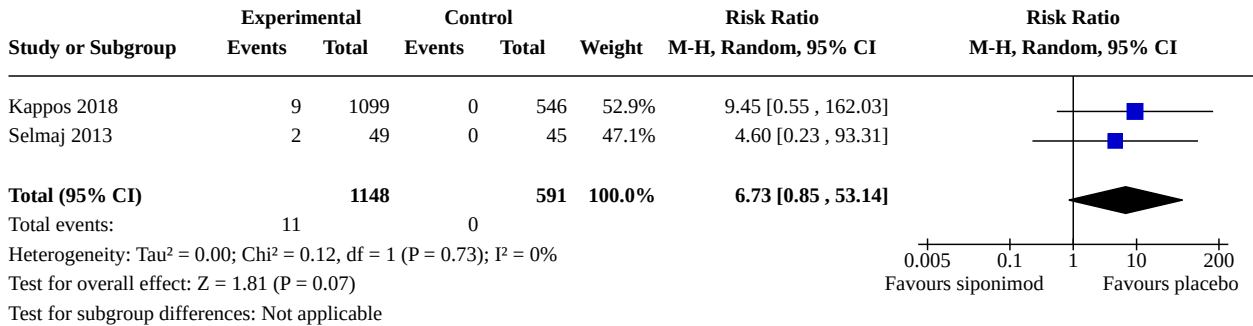 Experimental Control Risk Ratio Risk Ratio
Study or Subgroup Events Total Events Total Weight M-H, Random, 95% CI M-H, Random, 95% CI
Kappos 2018 9 1099 0 546 52.9% 9.45 [0.55 , 162.03]
Selmaj 2013 2 49 0 45 47.1% 4.60 [0.23 , 93.31]
Total (95% CI) 1148 591 100.0% 6.73 [0.85 , 53.14]
Total events: 11 0
Heterogeneity: Tau² = 0.00; Chi² = 0.12, df = 1 (P = 0.73); I² = 0%
0.005 0.1 1 10 200
Test for overall effect: Z = 1.81 (P = 0.07) Favours siponimod Favours placebo
Test for subgroup differences: Not applicable